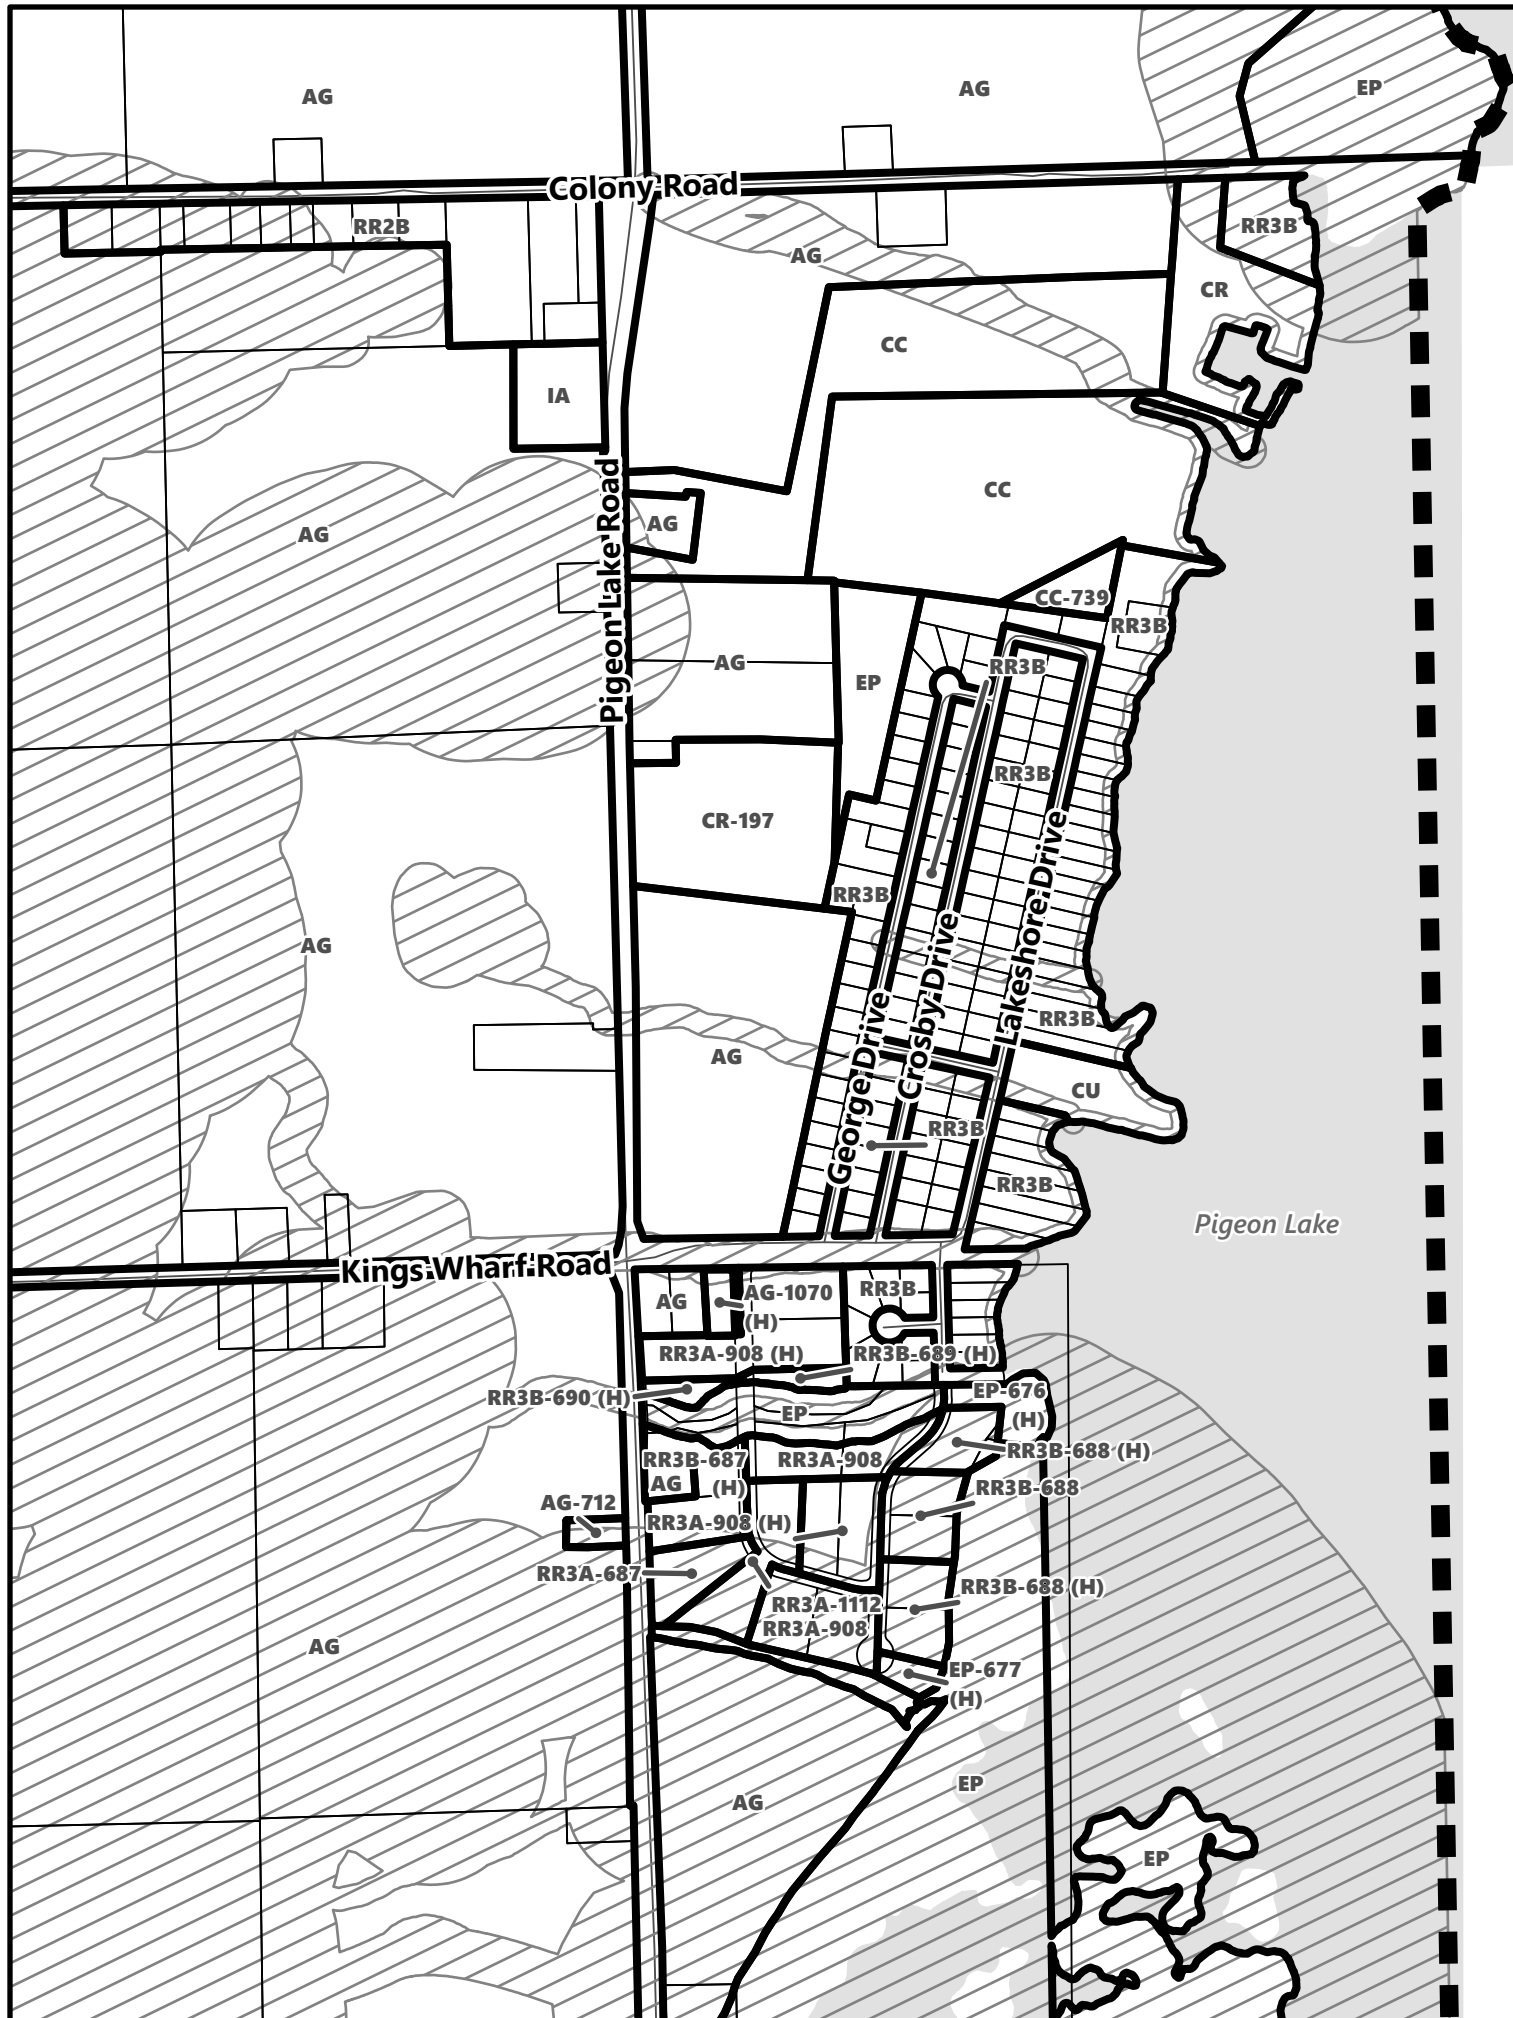 AG
AG
EP
Colony Road
RR2B
RR3B
AG
CR
CC
IA
CC
AG
AG
Pigeon Lake Road
CC-739
RR3B
AG
RR3B
EP
RR3B
CR-197
RR3B
Lakeshore Drive
AG
Crosby Drive
George Drive
RR3B
AG
CU
RR3B
RR3B
Pigeon Lake
Kings Wharf Road
AG
AG-1070
(H)
RR3B
RR3A-908 (H)
RR3B-689 (H)
RR3B-690 (H)
EP-676
(H)
EP
RR3B-688 (H)
RR3B-687
(H)
RR3A-908
AG
RR3B-688
AG-712
RR3A-908 (H)
RR3A-687
RR3B-688 (H)
RR3A-1112
RR3A-908
AG
EP-677
(H)
EP
AG
EP